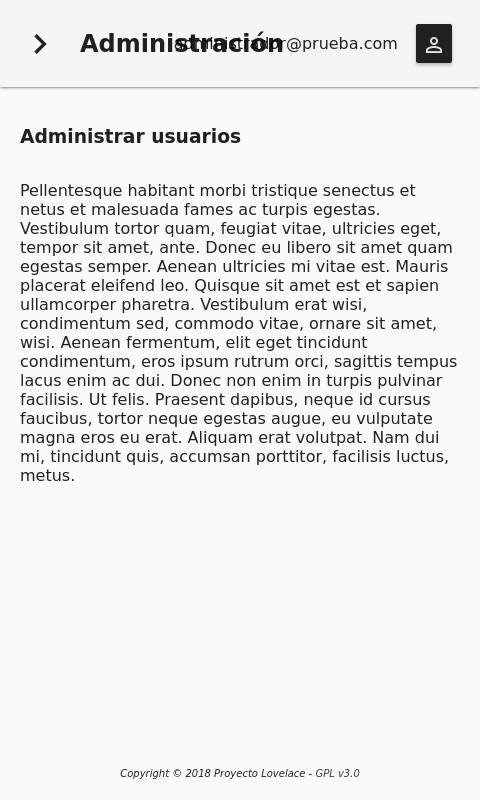 Administración administrador@prueba.com
Administrar usuarios
Pellentesque habitant morbi tristique senectus et
netus et malesuada fames ac turpis egestas.
Vestibulum tortor quam, feugiat vitae, ultricies eget,
tempor sit amet, ante. Donec eu libero sit amet quam
egestas semper. Aenean ultricies mi vitae est. Mauris
placerat eleifend leo. Quisque sit amet est et sapien
ullamcorper pharetra. Vestibulum erat wisi,
condimentum sed, commodo vitae, ornare sit amet,
wisi. Aenean fermentum, elit eget tincidunt
condimentum, eros ipsum rutrum orci, sagittis tempus
lacus enim ac dui. Donec non enim in turpis pulvinar
facilisis. Ut felis. Praesent dapibus, neque id cursus
faucibus, tortor neque egestas augue, eu vulputate
magna eros eu erat. Aliquam erat volutpat. Nam dui
mi, tincidunt quis, accumsan porttitor, facilisis luctus,
metus.
Copyright © 2018 Proyecto Lovelace - GPL v3.0